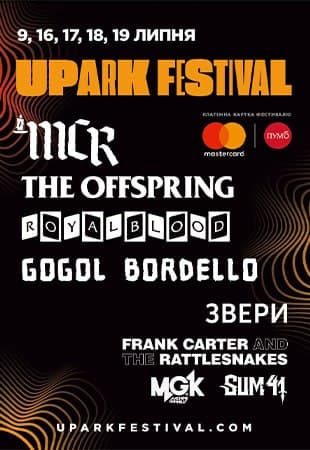 9, 16, 17, 18, 19 ЛИПНЯ
UPARK FESTIVAL
ПЛАТІЖНА КАРТКА ФЕСТИВАЛЮ
MCR
mastercard
ПУМБ
THE OFFSPRING
ROYAL BLOOD
GOGOL BORDELLO
ЗВЕРИ
FRANK CARTER AND
THE RATTLESNAKES
MGK
SUM 41
UPARKFESTIVAL.COM